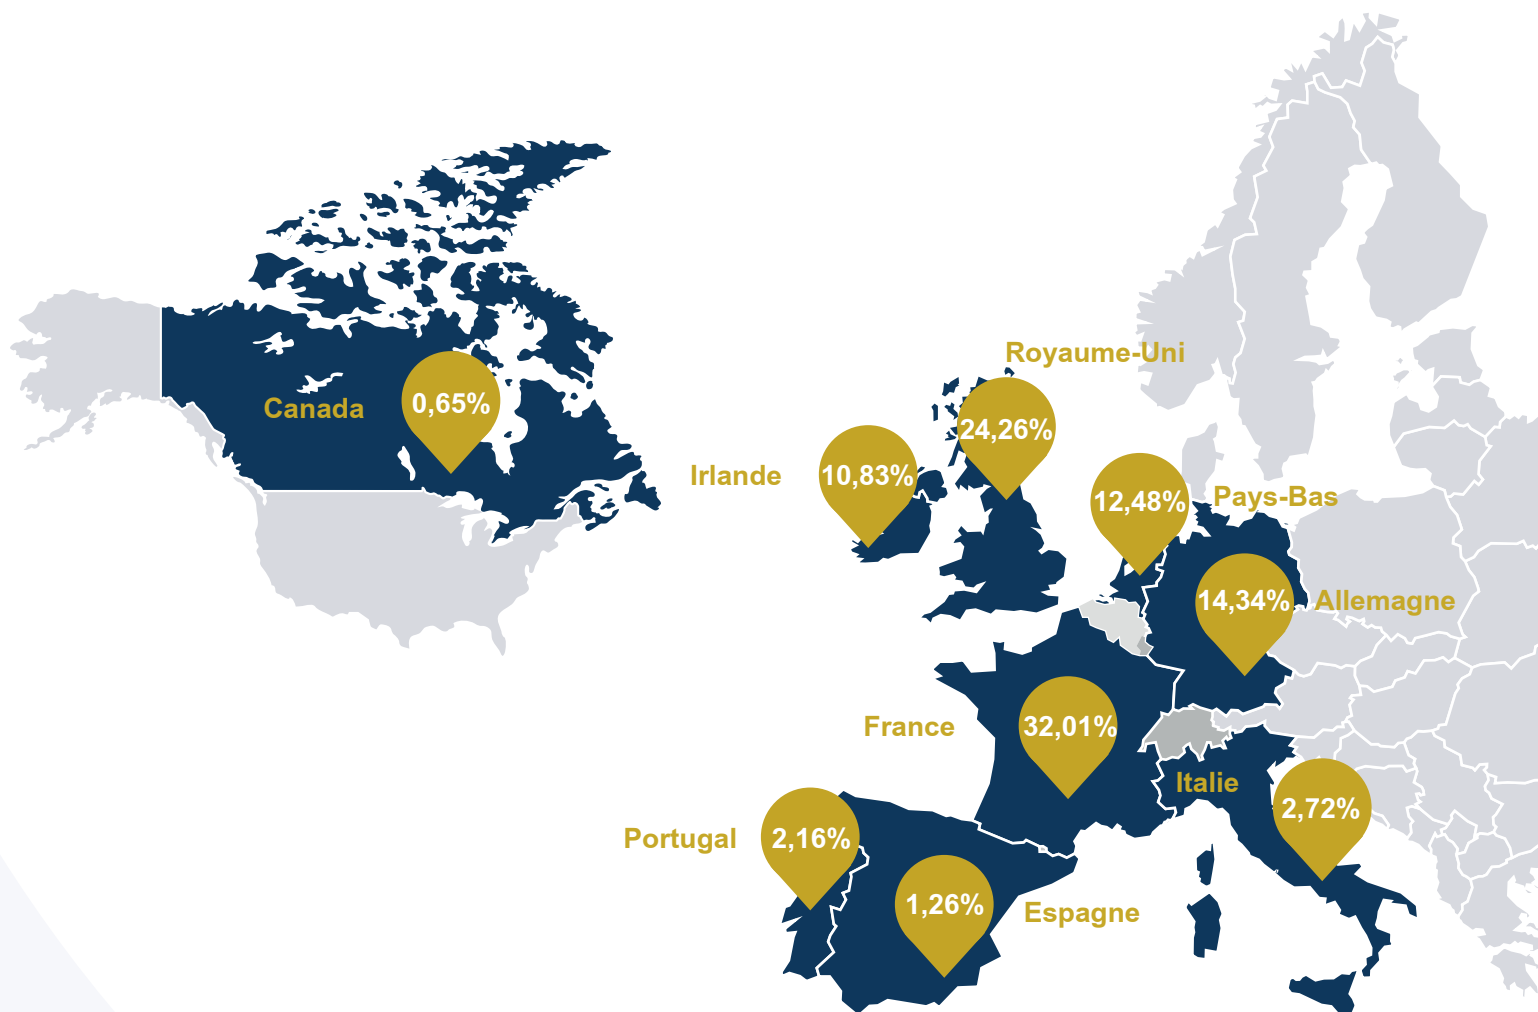 Royaume-Uni
24,26%
Canada
0,65%
Irlande
10,83%
12,48%
Pays-Bas
14,34%
Allemagne
France
32,01%
Italie
2,72%
Portugal
2,16%
1,26%
Espagne